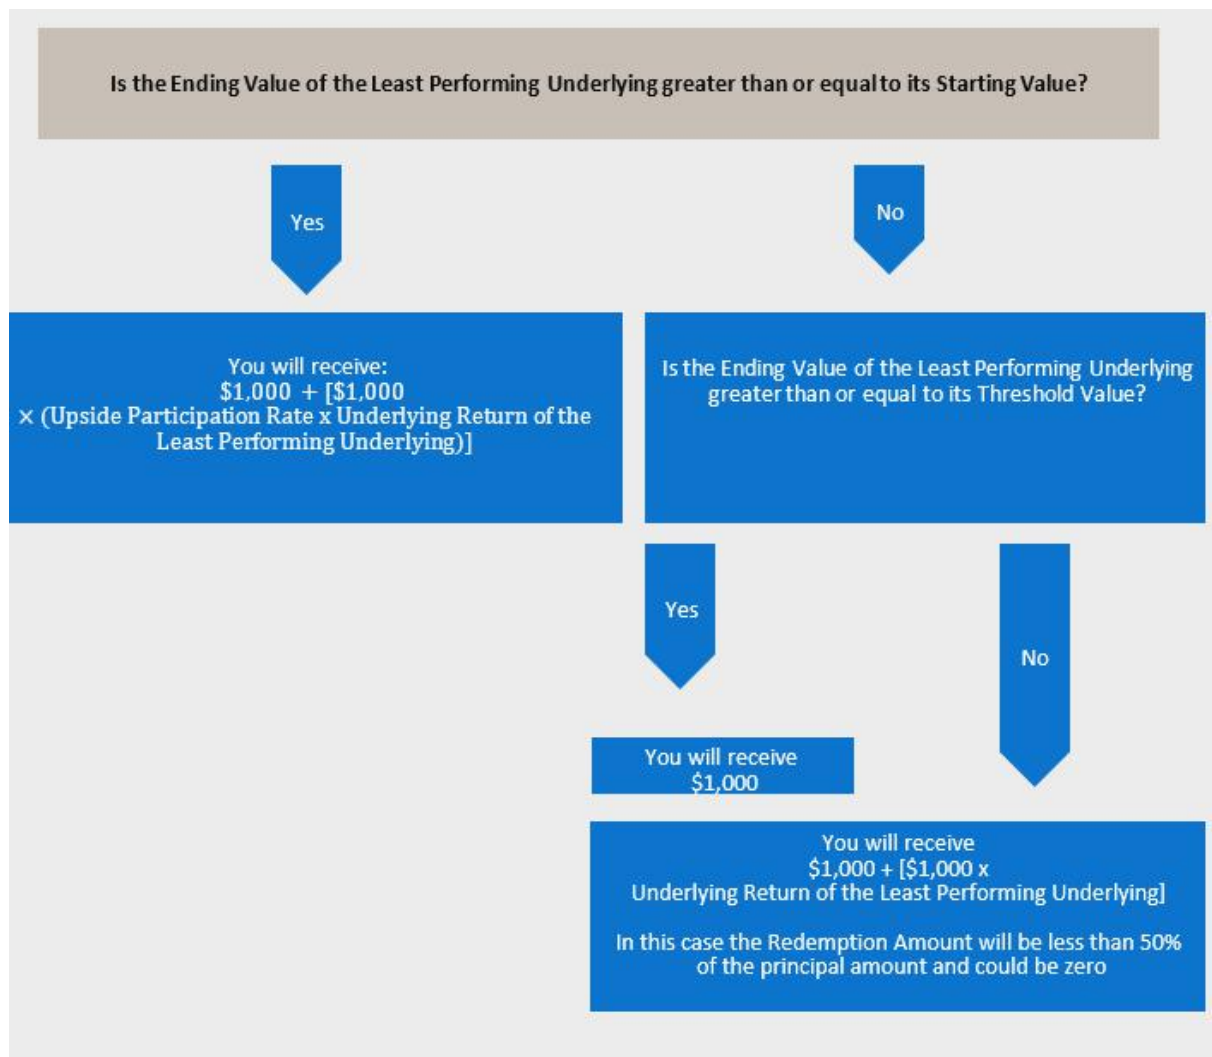 Is the Ending Value of the Least Performing Underlying greater than or equal to its Starting Value?
Yes
No
You will receive:
$1,000 + [$1,000
× (Upside Participation Rate x Underlying Return of the
Least Performing Underlying)]
Is the Ending Value of the Least Performing Underlying
greater than or equal to its Threshold Value?
Yes
No
You will receive
$1,000
You will receive
$1,000 + [$1,000 x
Underlying Return of the Least Performing Underlying]
In this case the Redemption Amount will be less than 50%
of the principal amount and could be zero